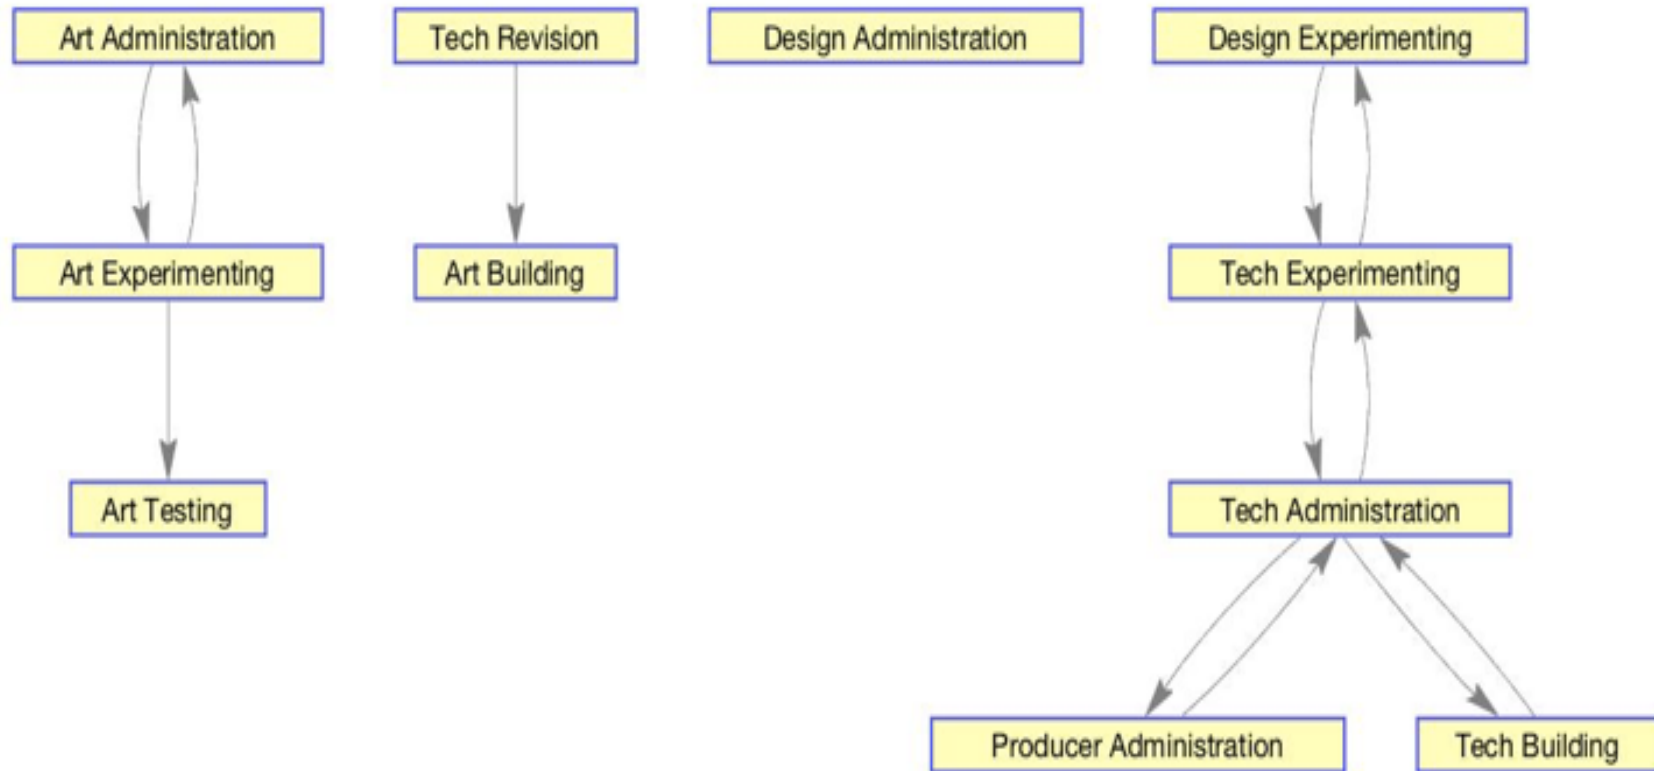 Art Administration
Tech Revision
Design Administration
Design Experimenting
Art Experimenting
Art Building
Tech Experimenting
Art Testing
Tech Administration
Producer Administration
Tech Building